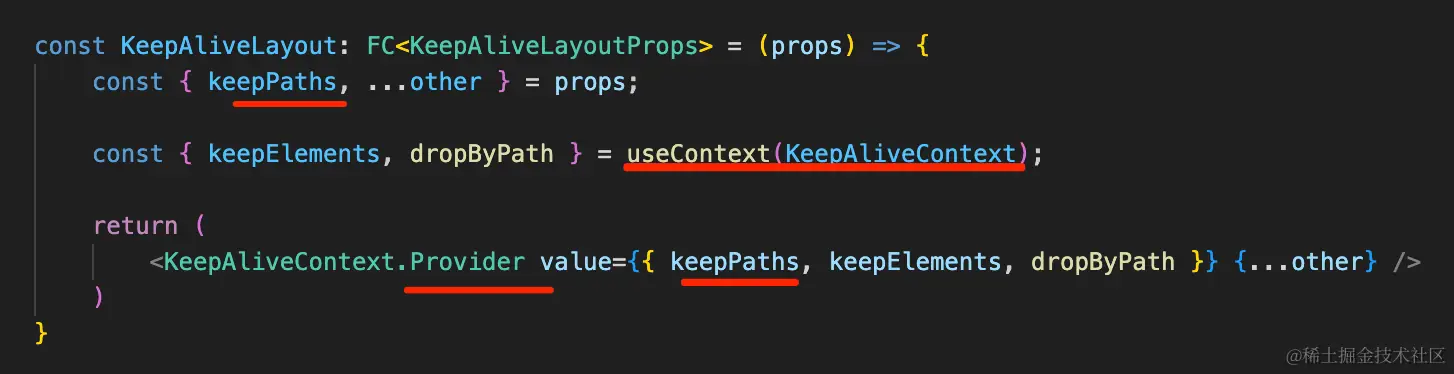 const KeepAliveLayout: FC<KeepAliveLayoutProps> = (props) => {
const { keepPaths, ...other } = props;
const { keepElements, dropByPath } = useContext(KeepAliveContext);
return (
<KeepAliveContext.Provider value={{ keepPaths, keepElements, dropByPath }} {...other} />
)
}
@稀土掘金技术社区